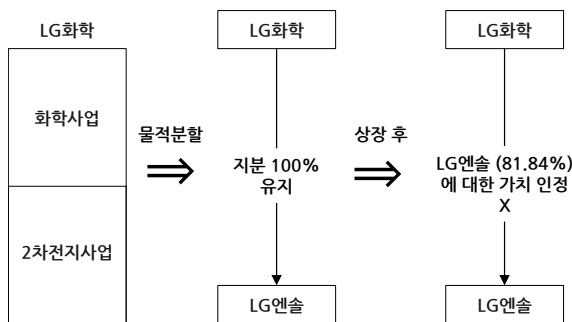 LG화학
화학사업
2차전지사업
물적분할
LG화학
지분 100%
유지
LG엔솔
상장 후
LG화학
LG엔솔 (81.84%)
에 대한 가치 인정
X
LG엔솔